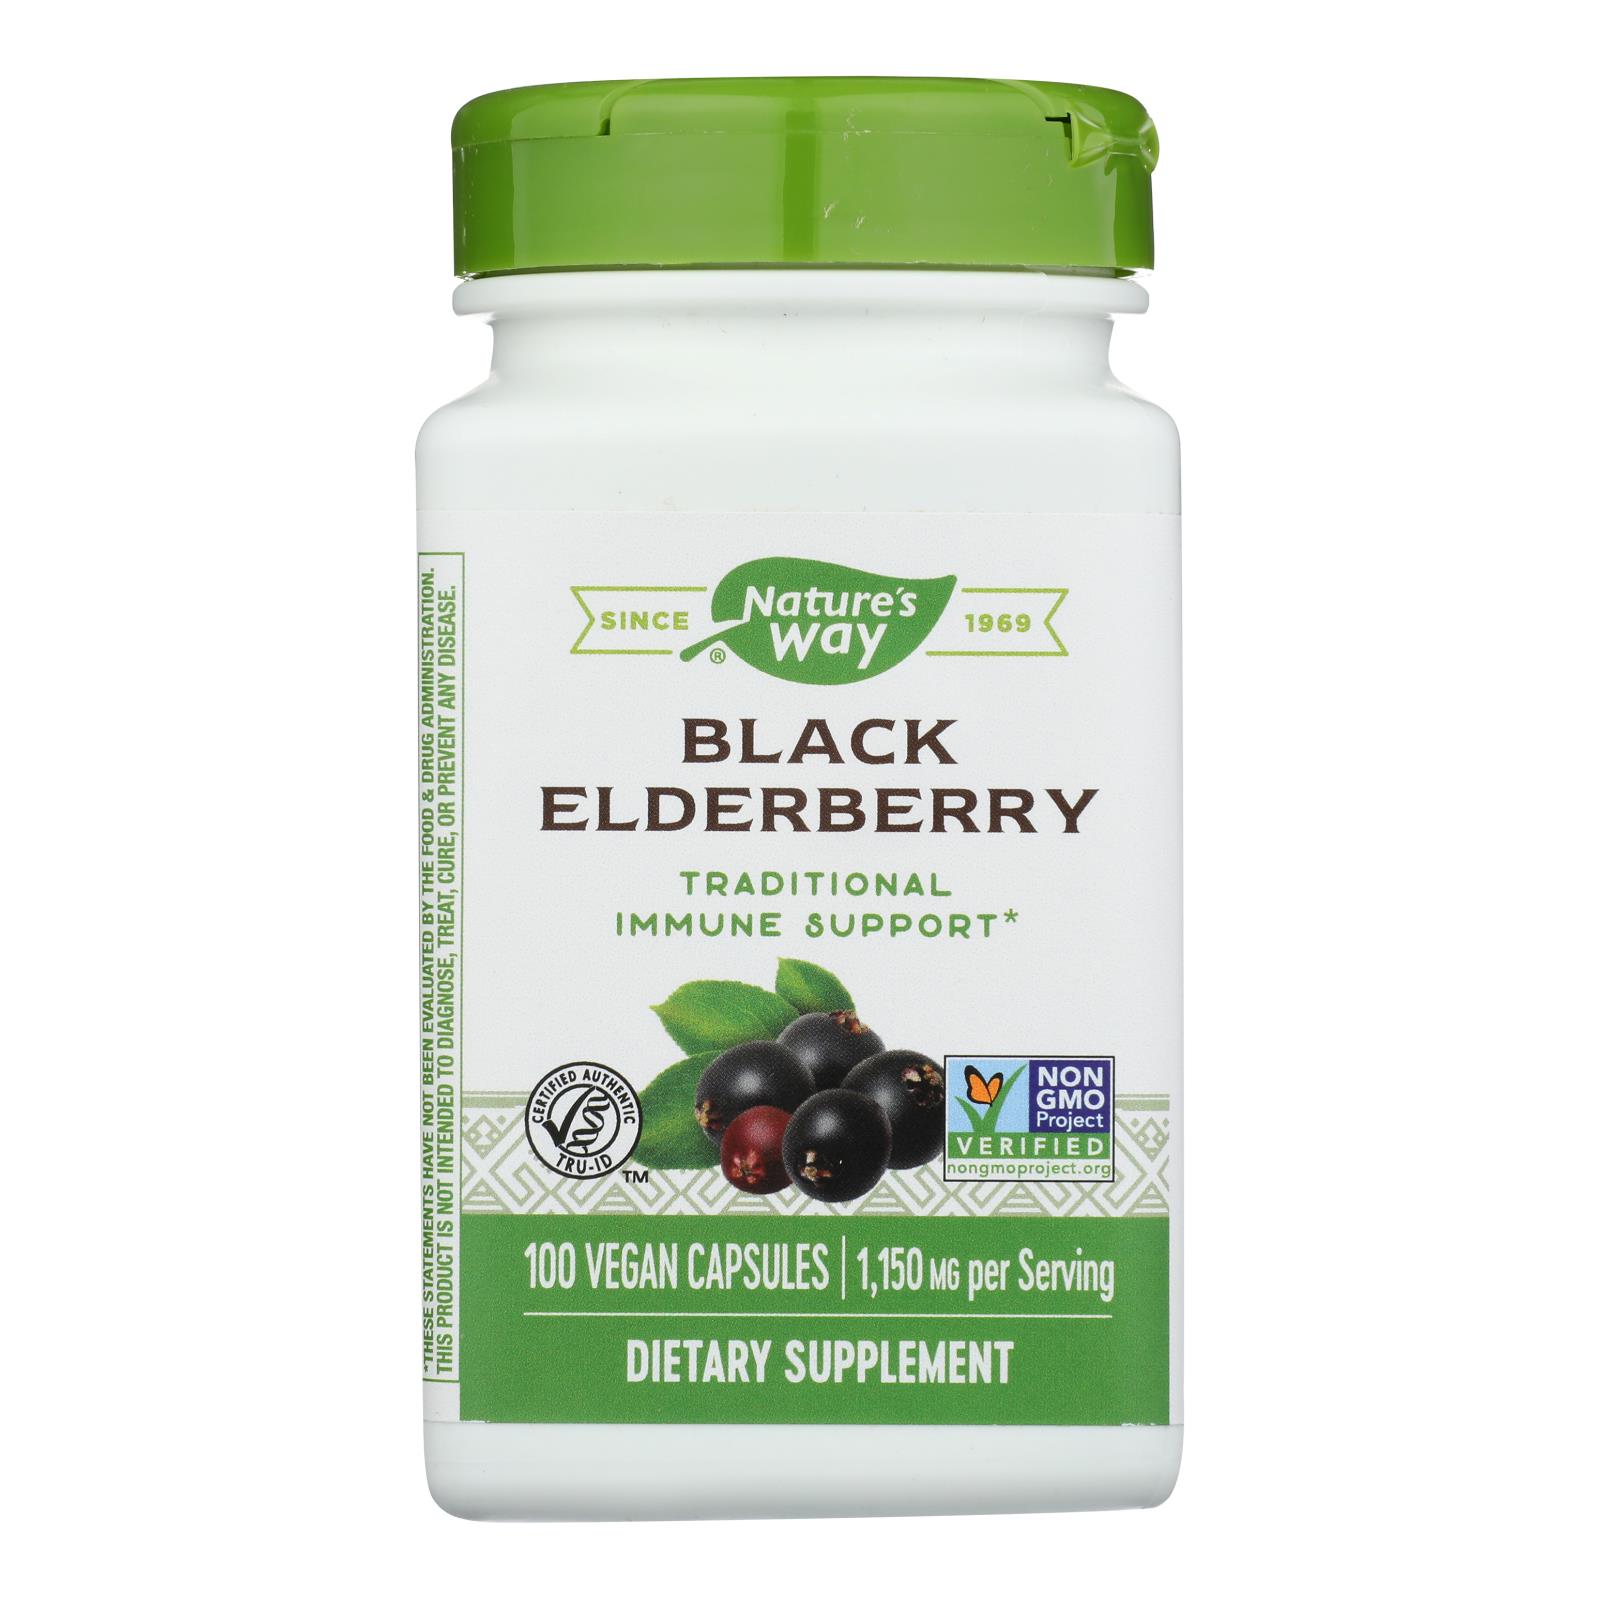 SINCE
Nature's
Way
®
1969
BLACK
ELDERBERRY
TRADITIONAL
IMMUNE SUPPORT*
CERTIFIED AUTHENTIC
TRU-ID
TM
NON
GMO
Project
VERIFIED
nongmoproject.org
100 VEGAN CAPSULES | 1,150 MG per Serving
DIETARY SUPPLEMENT
*THESE STATEMENTS HAVE NOT BEEN EVALUATED BY THE FOOD & DRUG ADMINISTRATION.
THIS PRODUCT IS NOT INTENDED TO DIAGNOSE, TREAT, CURE, OR PREVENT ANY DISEASE.